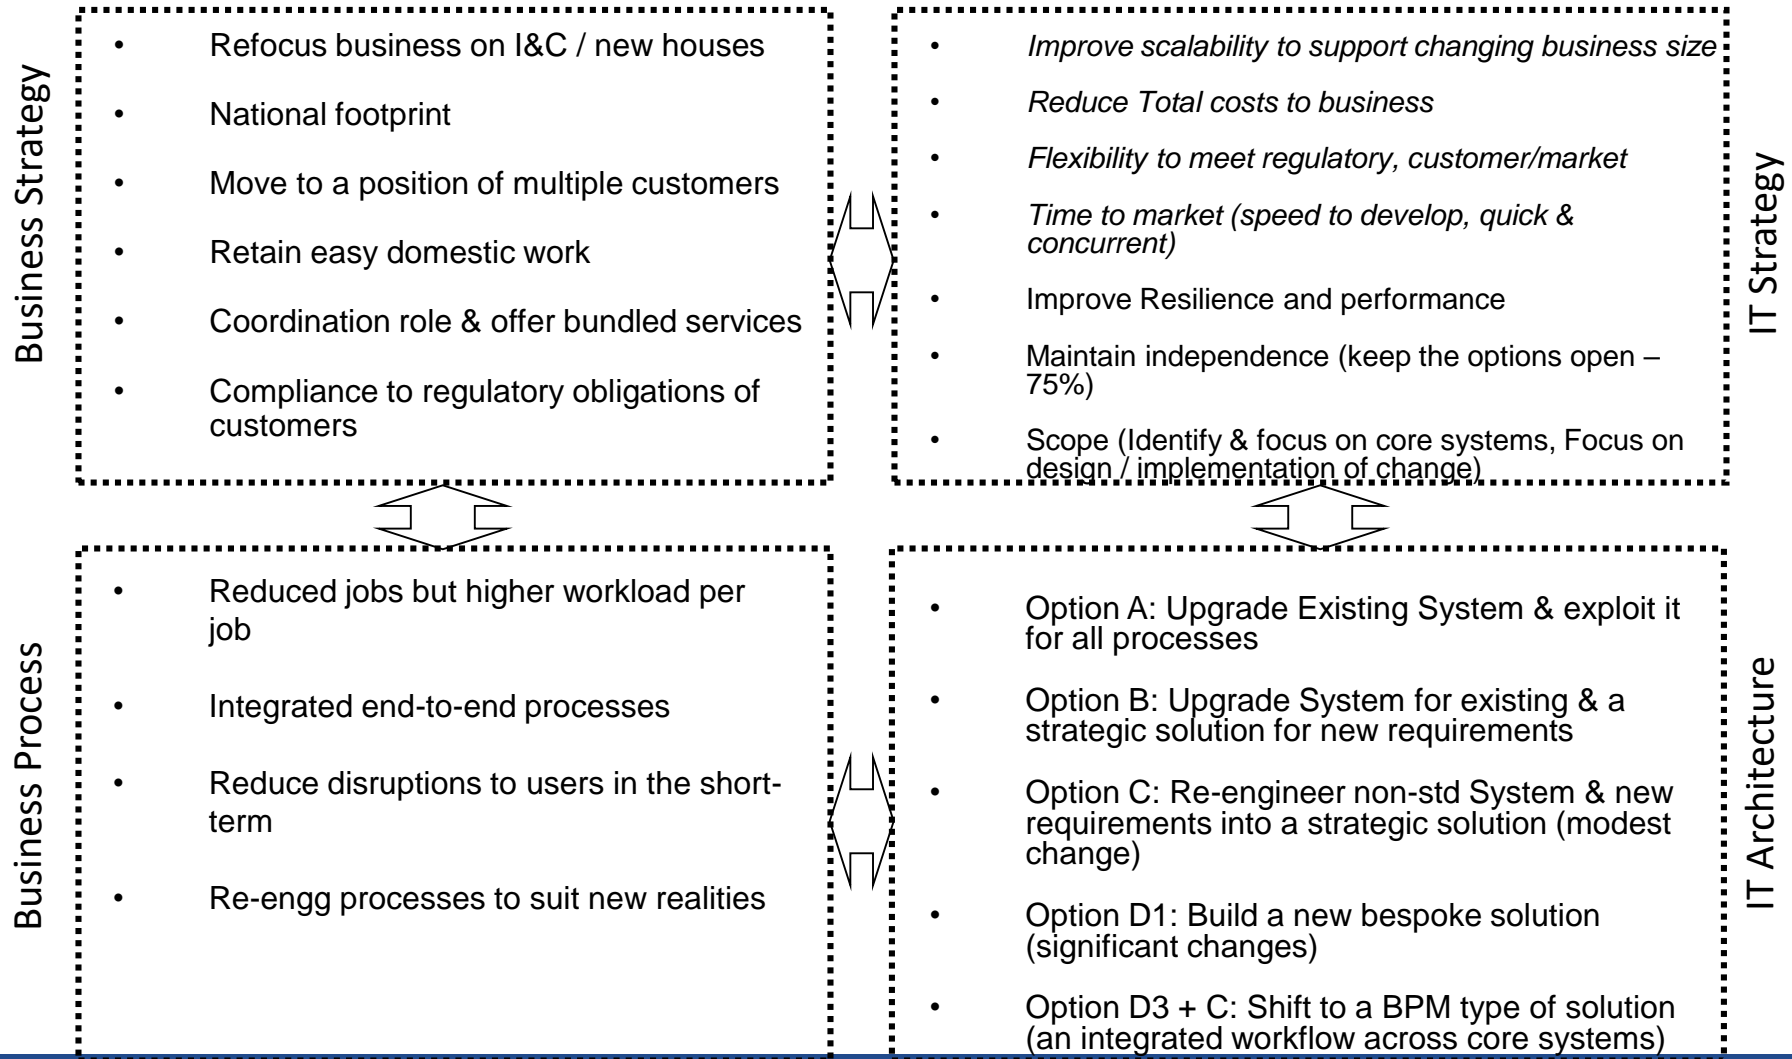 Business Strategy
• Refocus business on I&C / new houses
• National footprint
• Move to a position of multiple customers
• Retain easy domestic work
• Coordination role & offer bundled services
• Compliance to regulatory obligations of
customers
IT Strategy
• Improve scalability to support changing business size
• Reduce Total costs to business
• Flexibility to meet regulatory, customer/market
• Time to market (speed to develop, quick &
concurrent)
• Improve Resilience and performance
• Maintain independence (keep the options open –
75%)
• Scope (Identify & focus on core systems, Focus on
design / implementation of change)
Business Process
• Reduced jobs but higher workload per
job
• Integrated end-to-end processes
• Reduce disruptions to users in the short-
term
• Re-engg processes to suit new realities
IT Architecture
• Option A: Upgrade Existing System & exploit it
for all processes
• Option B: Upgrade System for existing & a
strategic solution for new requirements
• Option C: Re-engineer non-std System & new
requirements into a strategic solution (modest
change)
• Option D1: Build a new bespoke solution
(significant changes)
• Option D3 + C: Shift to a BPM type of solution
(an integrated workflow across core systems)